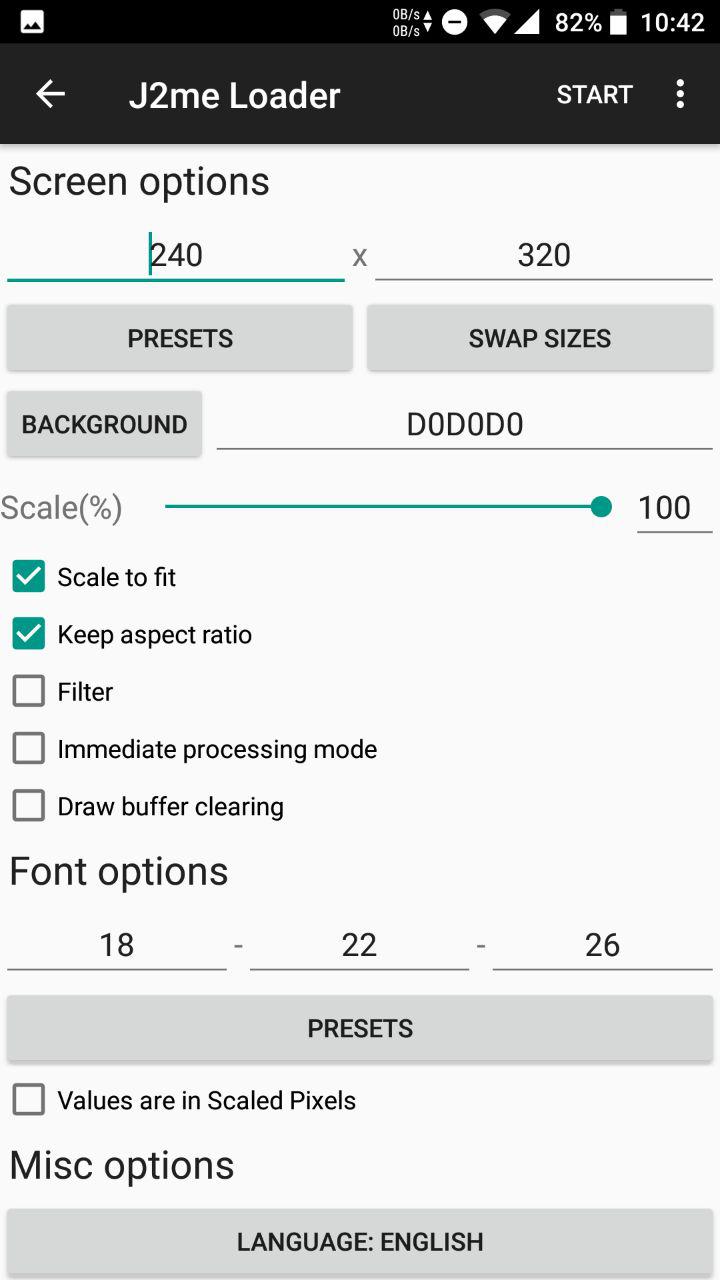 0B/s
0B/s
82% 10:42
J2me Loader START
Screen options
240 x 320
PRESETS SWAP SIZES
BACKGROUND D0D0D0
Scale(%) 100
Scale to fit
Keep aspect ratio
Filter
Immediate processing mode
Draw buffer clearing
Font options
18 - 22 - 26
PRESETS
Values are in Scaled Pixels
Misc options
LANGUAGE: ENGLISH